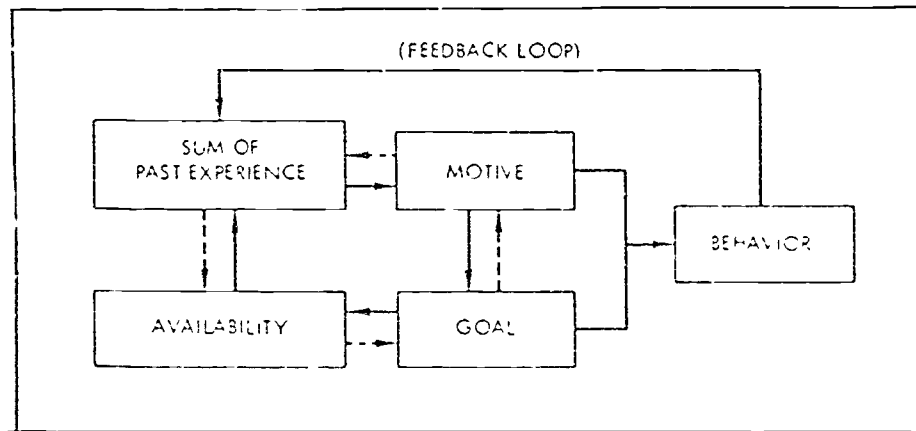 (FEEDBACK LOOP)
SUM OF
PAST EXPERIENCE
MOTIVE
BEHAVIOR
AVAILABILITY
GOAL